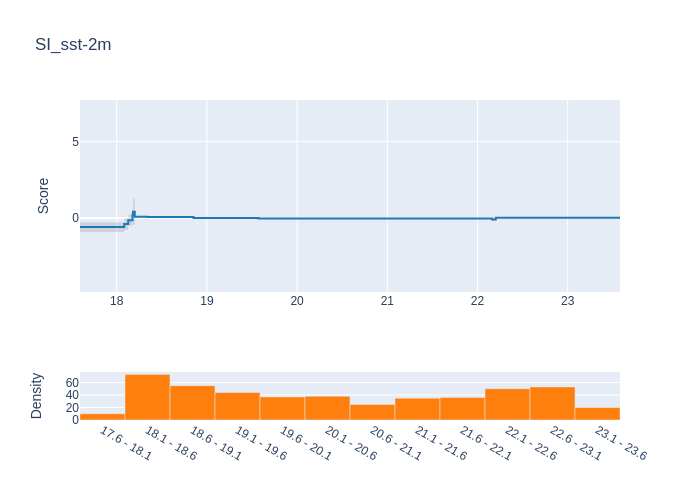 SI_sst-2m
Score
5
0
18 19 20 21 22 23
Density
60
40
20
0
17.6 - 18.1
18.1 - 18.6
18.6 - 19.1
19.1 - 19.6
19.6 - 20.1
20.1 - 20.6
20.6 - 21.1
21.1 - 21.6
21.6 - 22.1
22.1 - 22.6
22.6 - 23.1
23.1 - 23.6